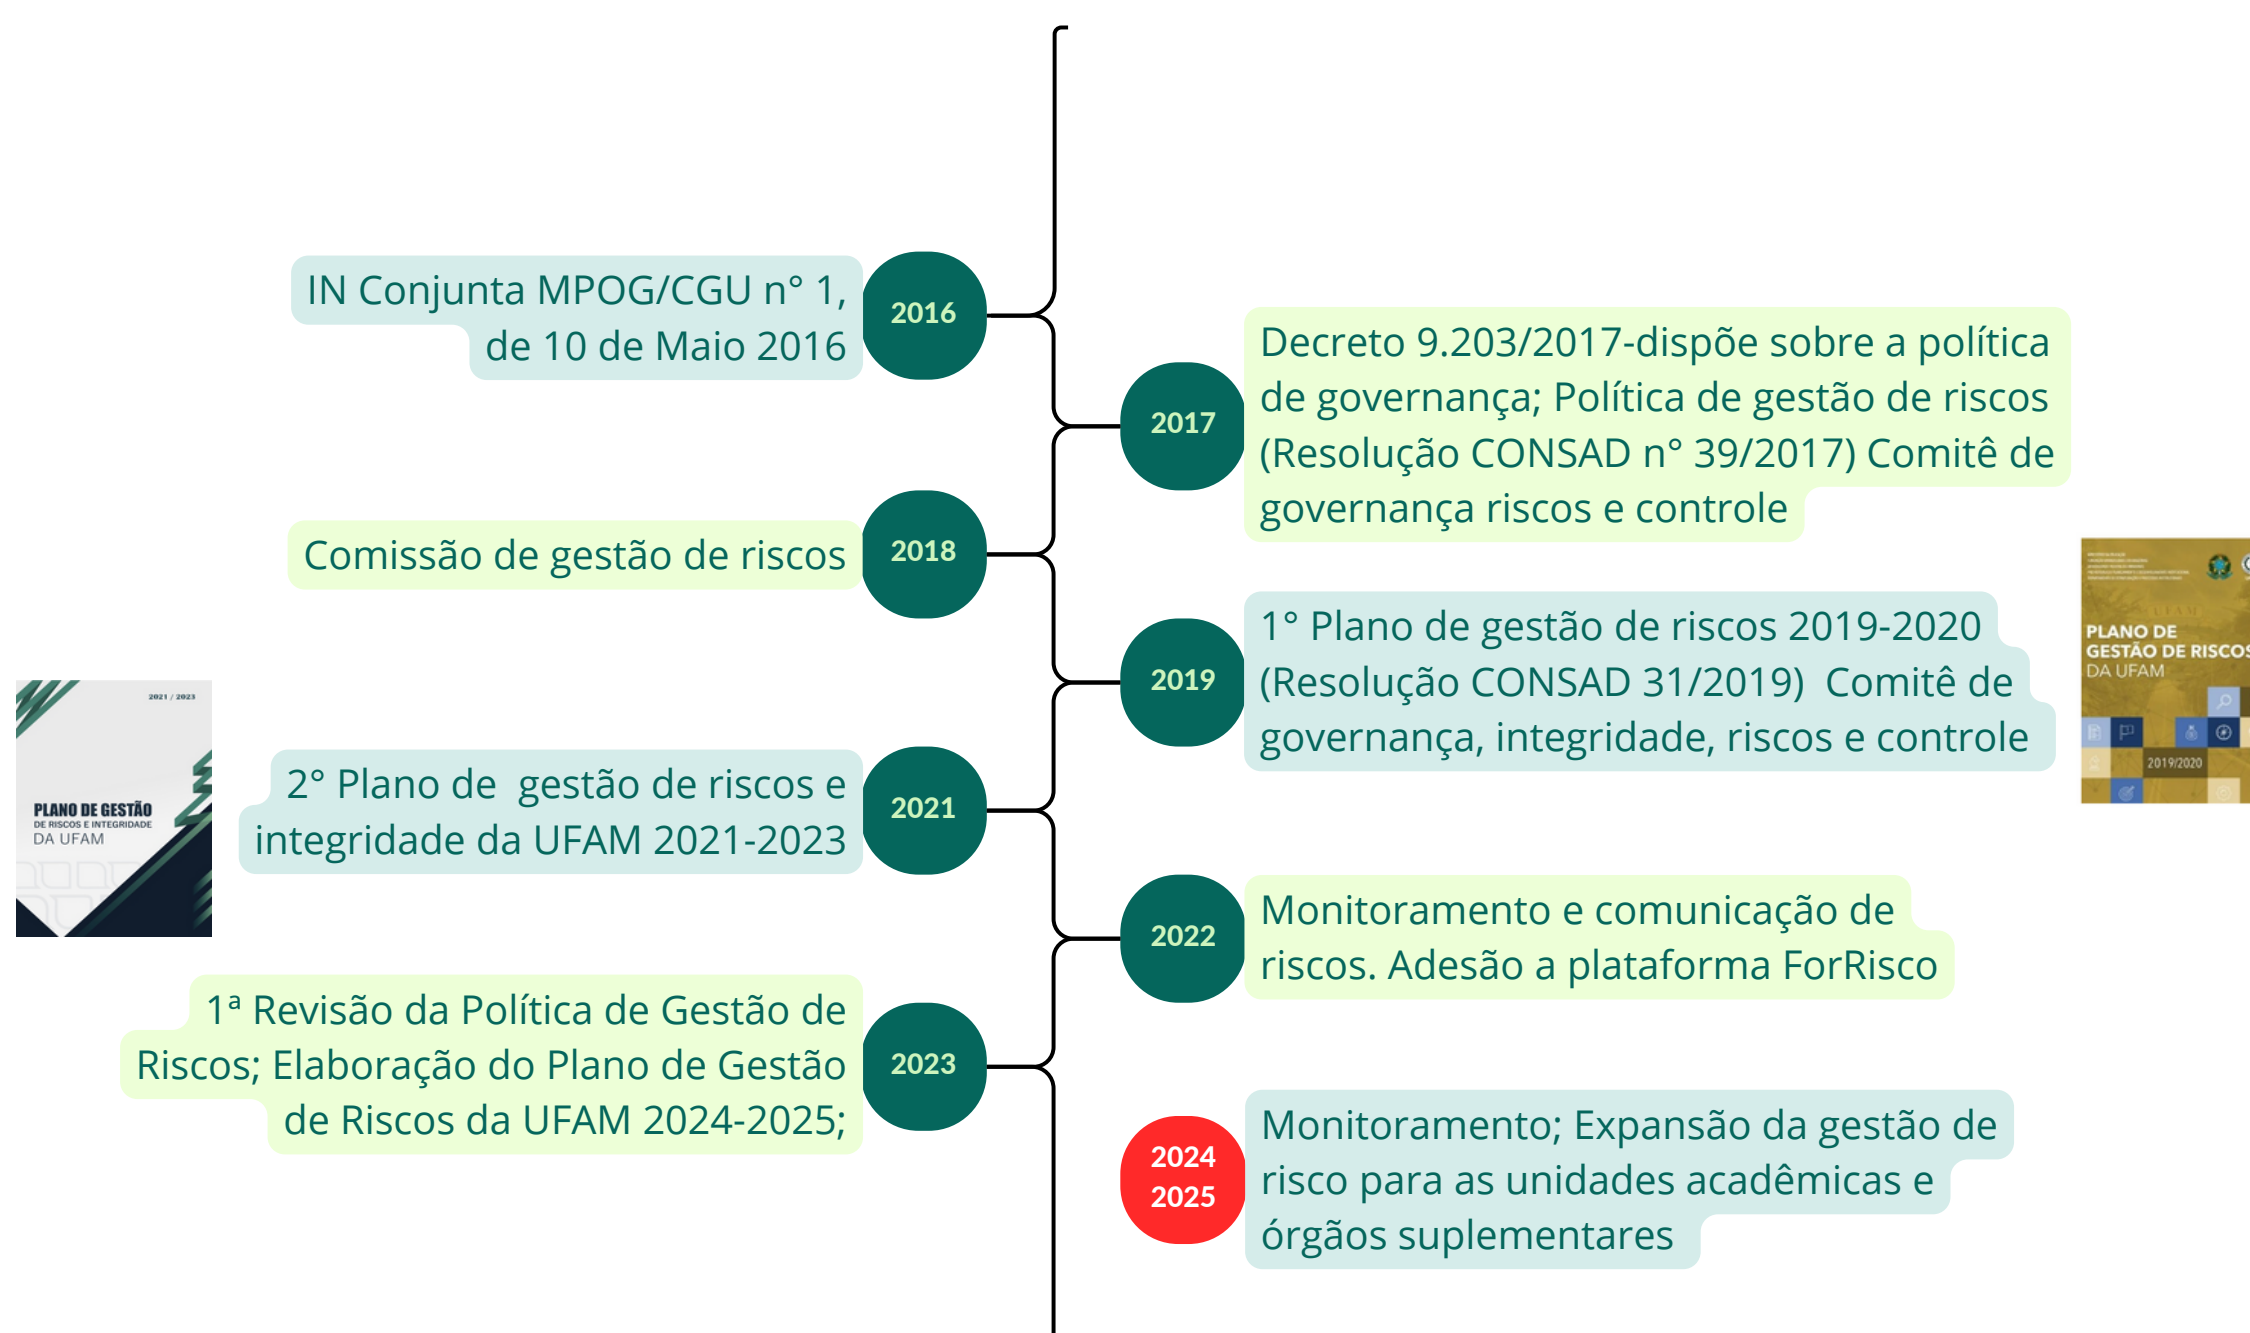 2016
IN Conjunta MPOG/CGU n° 1,
de 10 de Maio 2016
2017
Decreto 9.203/2017-dispõe sobre a política
de governança; Política de gestão de riscos
(Resolução CONSAD n° 39/2017) Comitê de
governança riscos e controle
2018
Comissão de gestão de riscos
2019
1° Plano de gestão de riscos 2019-2020
(Resolução CONSAD 31/2019)  Comitê de
governança, integridade, riscos e controle
UFAM
PLANO DE
GESTÃO DE RISCOS
DA UFAM
2019/2020
2021
2° Plano de  gestão de riscos e
integridade da UFAM 2021-2023
2021 / 2023
PLANO DE GESTÃO
DE RISCOS E INTEGRIDADE
DA UFAM
2022
Monitoramento e comunicação de
riscos. Adesão a plataforma ForRisco
2023
1ª Revisão da Política de Gestão de
Riscos; Elaboração do Plano de Gestão
de Riscos da UFAM 2024-2025;
2024
2025
Monitoramento; Expansão da gestão de
risco para as unidades acadêmicas e
órgãos suplementares